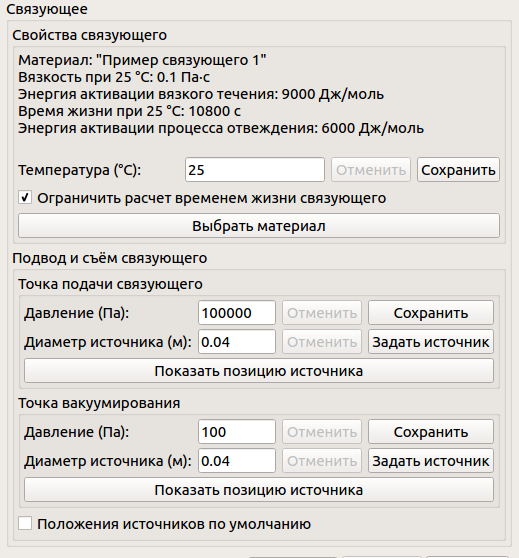 Связующее
Свойства связующего
Материал: "Пример связующего 1"
Вязкость при 25 °C: 0.1 Па·с
Энергия активации вязкого течения: 9000 Дж/моль
Время жизни при 25 °C: 10800 с
Энергия активации процесса отвеждения: 6000 Дж/моль
Температура (°C): 25 Отменить Сохранить
Ограничить расчет временем жизни связующего
Выбрать материал
Подвод и съём связующего
Точка подачи связующего
Давление (Па): 100000 Отменить Сохранить
Диаметр источника (м): 0.04 Отменить Задать источник
Показать позицию источника
Точка вакуумирования
Давление (Па): 100 Отменить Сохранить
Диаметр источника (м): 0.04 Отменить Задать источник
Показать позицию источника
Положения источников по умолчанию